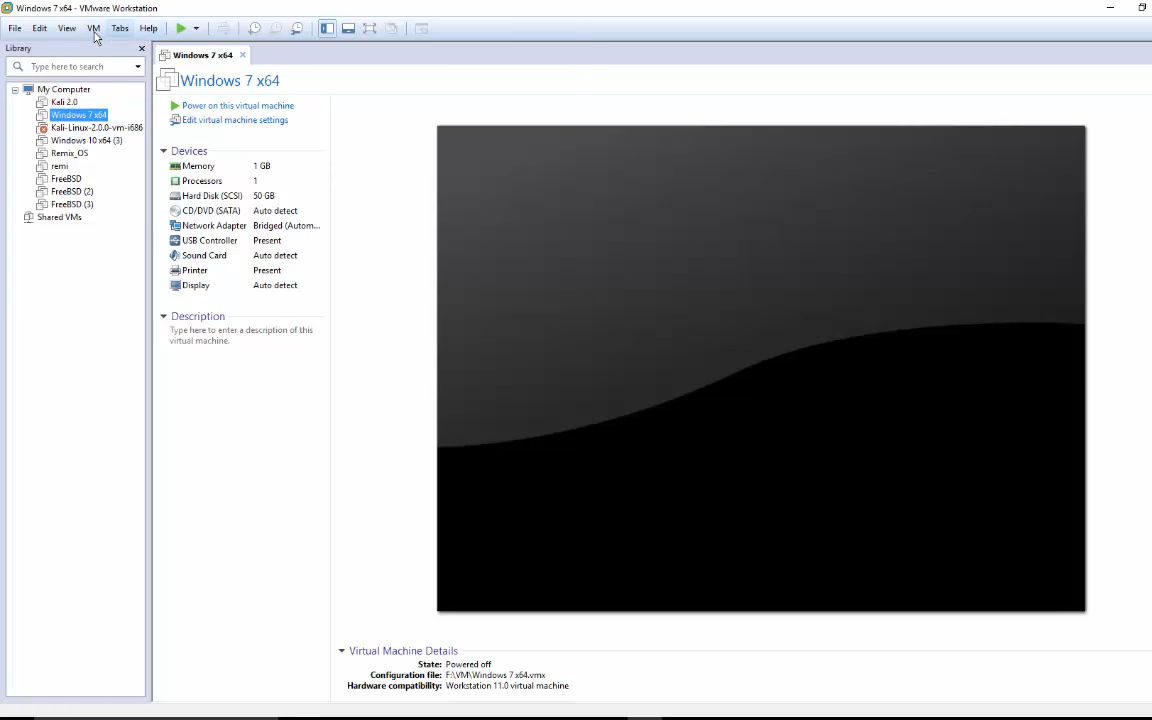 Windows 7 x64 - VMware Workstation
File Edit View VM Tabs Help
Library
Type here to search
My Computer
Kali 2.0
Windows 7 x64
Kali-Linux-2.0.0-vm-i686
Windows 10 x64 (3)
Remix_OS
remi
FreeBSD
FreeBSD (2)
FreeBSD (3)
Shared VMs
Windows 7 x64
Windows 7 x64
Power on this virtual machine
Edit virtual machine settings
Devices
Memory 1 GB
Processors 1
Hard Disk (SCSI) 50 GB
CD/DVD (SATA) Auto detect
Network Adapter Bridged (Autom...
USB Controller Present
Sound Card Auto detect
Printer Present
Display Auto detect
Description
Type here to enter a description of this
virtual machine.
Virtual Machine Details
State: Powered off
Configuration file: F:\VM\Windows 7 x64.vmx
Hardware compatibility: Workstation 11.0 virtual machine